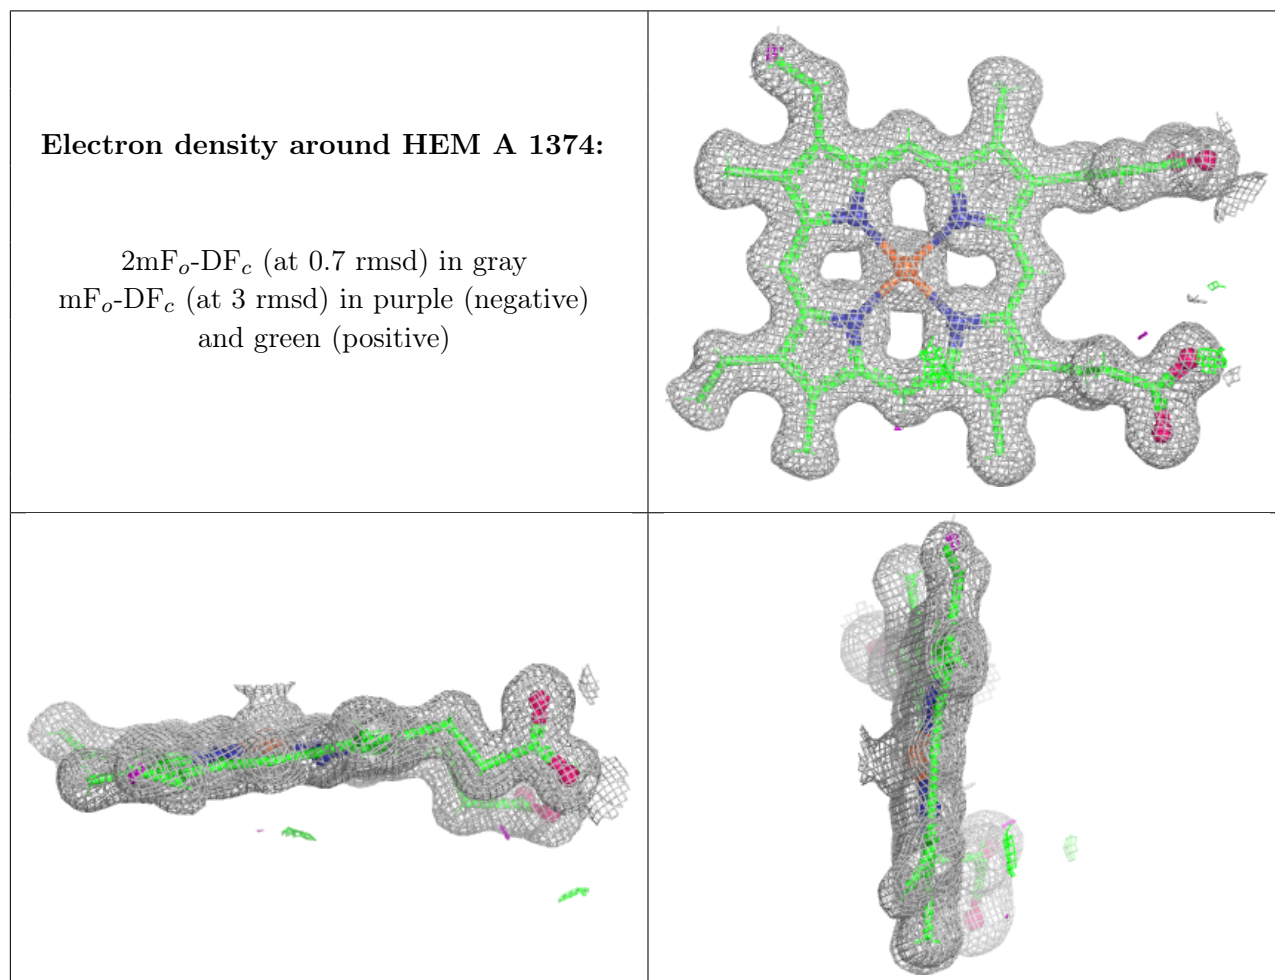 Electron density around HEM A 1374:
2mFo-DFc (at 0.7 rmsd) in gray
mFo-DFc (at 3 rmsd) in purple (negative)
and green (positive)